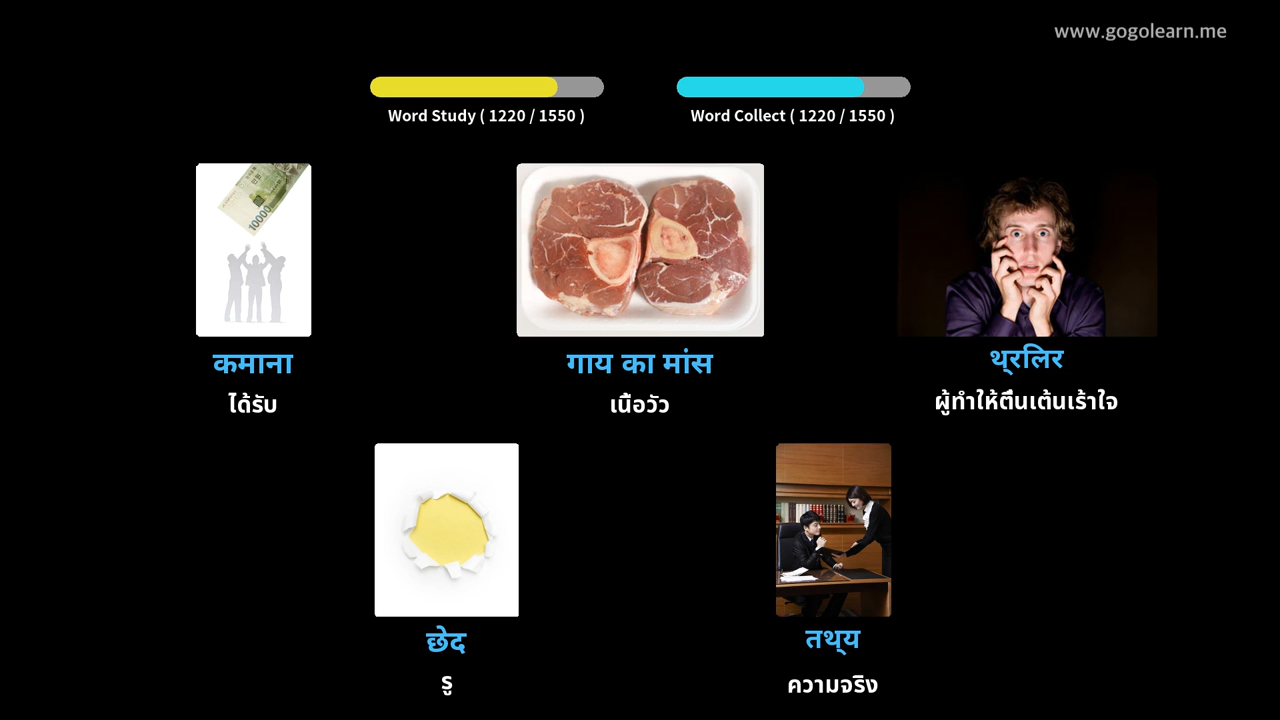 www.gogolearn.me
Word Study ( 1220 / 1550 )
Word Collect ( 1220 / 1550 )
10000
कमाना
ได้รับ
गाय का मांस
เนื้อวัว
थ्रलिर
ผู้ทำให้ตื่นเต้นเร้าใจ
छेद
รู
तथ्य
ความจริง